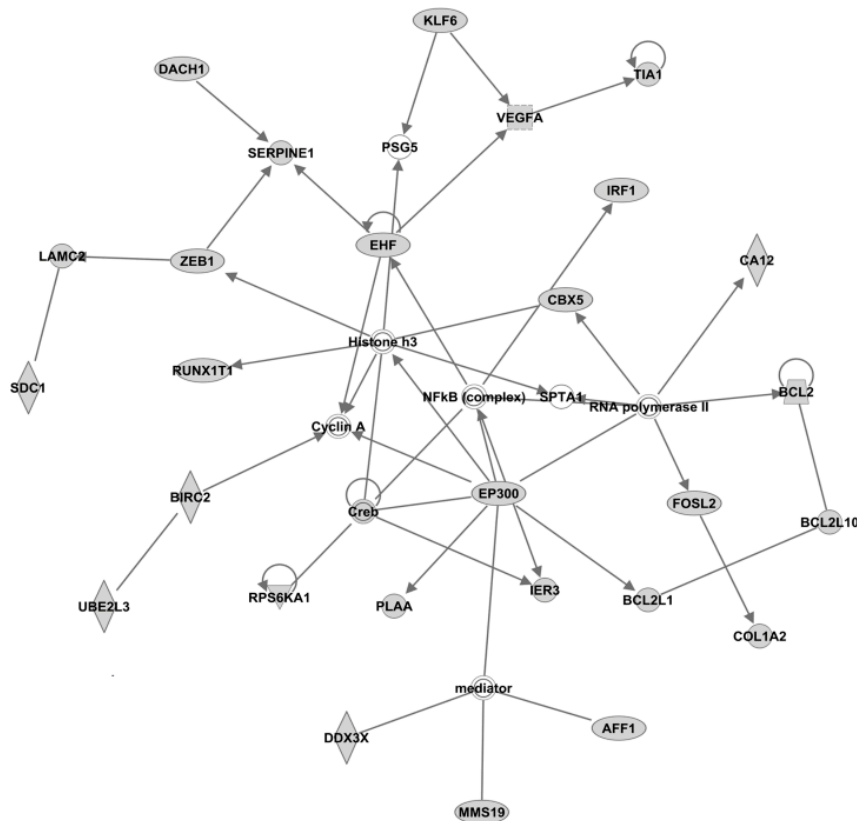 KLF6
DACH1
TIA1
VEGFA
PSG5
SERPINE1
IRF1
EHF
LAMC2
ZEB1
CA12
CBX5
Histone h3
RUNX1T1
SDC1
NFkB (complex)
SPTA1
BCL2
RNA polymerase II
Cyclin A
BIRC2
EP300
FOSL2
Creb
BCL2L10
UBE2L3
RPS6KA1
PLAA
IER3
BCL2L1
COL1A2
mediator
DDX3X
AFF1
MMS19